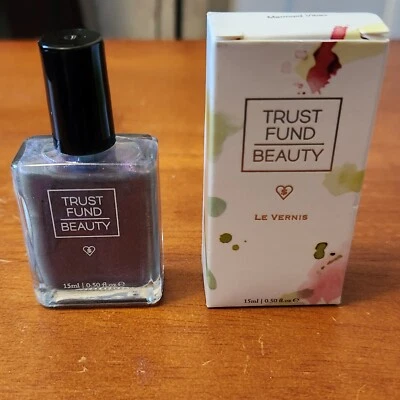 TRUST
FUND
BEAUTY
15ml | 0.50 fl.oz ℮
TRUST
FUND
BEAUTY
LE VERNIS
15ml | 0.50 fl.oz ℮